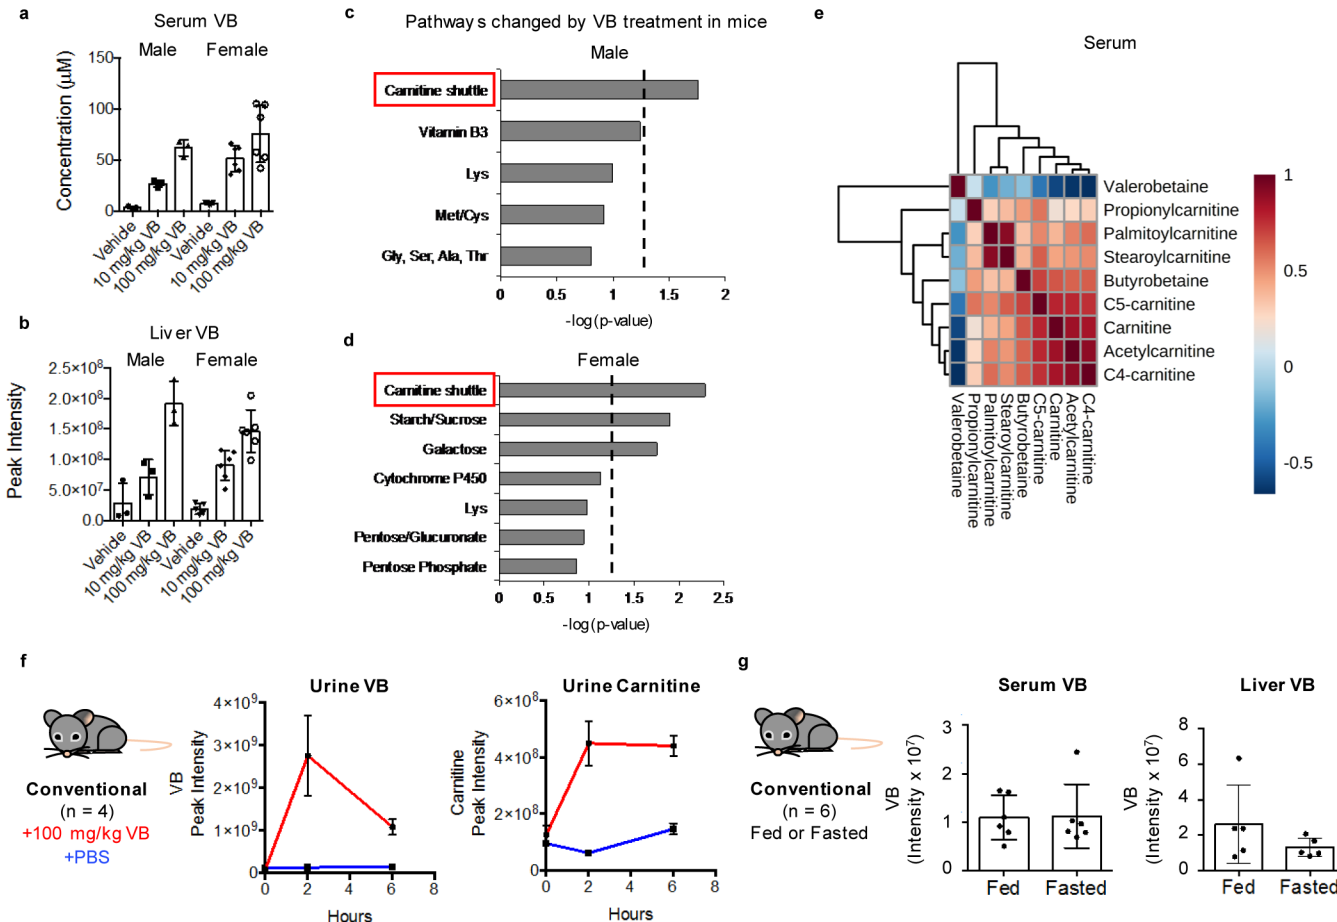 a
Serum VB
Male Female
Concentration (µM)
150
100
50
0
Vehicle
10 mg/kg VB
100 mg/kg VB
Vehicle
10 mg/kg VB
100 mg/kg VB
b
Liver VB
Male Female
Peak Intensity
2.5×10⁸
2.0×10⁸
1.5×10⁸
1.0×10⁸
5.0×10⁷
0.0
Vehicle
10 mg/kg VB
100 mg/kg VB
Vehicle
10 mg/kg VB
100 mg/kg VB
c
Pathways changed by VB treatment in mice
Male
Carnitine shuttle
Vitamin B3
Lys
Met/Cys
Gly, Ser, Ala, Thr
0 0.5 1 1.5 2
-log(p-value)
d
Female
Carnitine shuttle
Starch/Sucrose
Galactose
Cytochrome P450
Lys
Pentose/Glucuronate
Pentose Phosphate
0 0.5 1 1.5 2 2.5
-log(p-value)
e
Serum
Valerobetaine
Propionylcarnitine
Palmitoylcarnitine
Stearoylcarnitine
Butyrobetaine
C5-carnitine
Carnitine
Acetylcarnitine
C4-carnitine
Valerobetaine
Propionylcarnitine
Palmitoylcarnitine
Stearoylcarnitine
Butyrobetaine
C5-carnitine
Carnitine
Acetylcarnitine
C4-carnitine
1
0.5
0
-0.5
f
Conventional
(n = 4)
+100 mg/kg VB
+PBS
Urine VB
VB
Peak Intensity
4×10⁹
3×10⁹
2×10⁹
1×10⁹
0
0 2 4 6 8
Hours
Urine Carnitine
Carnitine
Peak Intensity
6×10⁸
4×10⁸
2×10⁸
0
0 2 4 6 8
Hours
g
Conventional
(n = 6)
Fed or Fasted
Serum VB
VB
(Intensity x 10⁷)
3
2
1
0
Fed Fasted
Liver VB
VB
(Intensity x 10⁷)
8
6
4
2
0
Fed Fasted